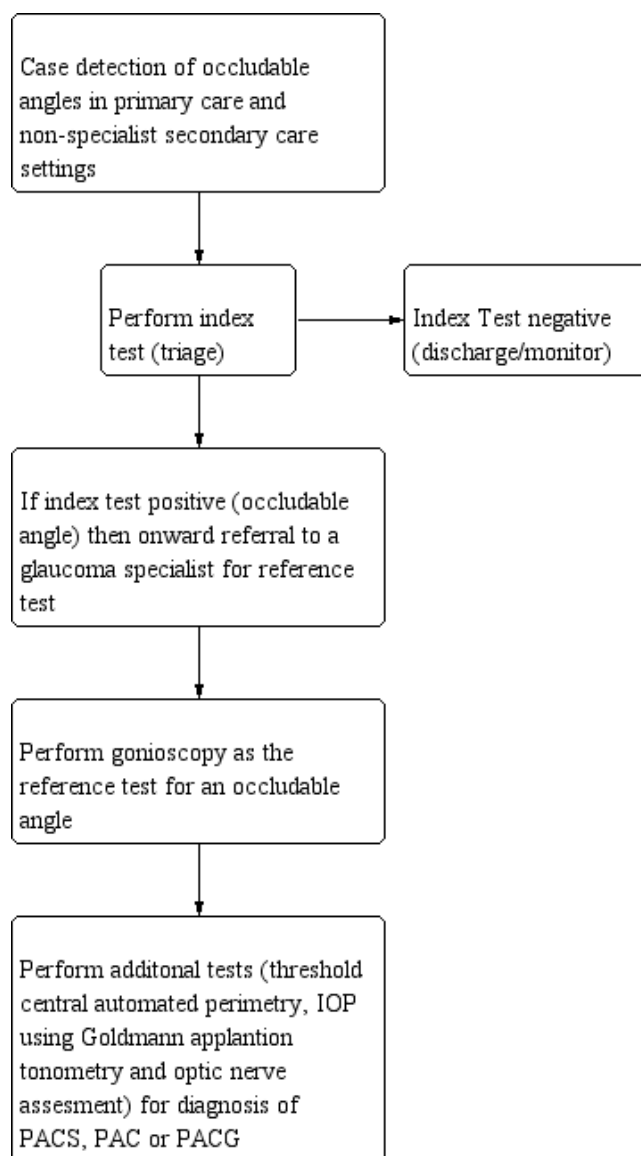 Case detection of occludable
angles in primary care and
non-specialist secondary care
settings
Perform index
test (triage)
Index Test negative
(discharge/monitor)
If index test positive (occludable
angle) then onward referral to a
glaucoma specialist for reference
test
Perform gonioscopy as the
reference test for an occludable
angle
Perform additonal tests (threshold
central automated perimetry, IOP
using Goldmann applantion
tonometry and optic nerve
assesment) for diagnosis of
PACS, PAC or PACG